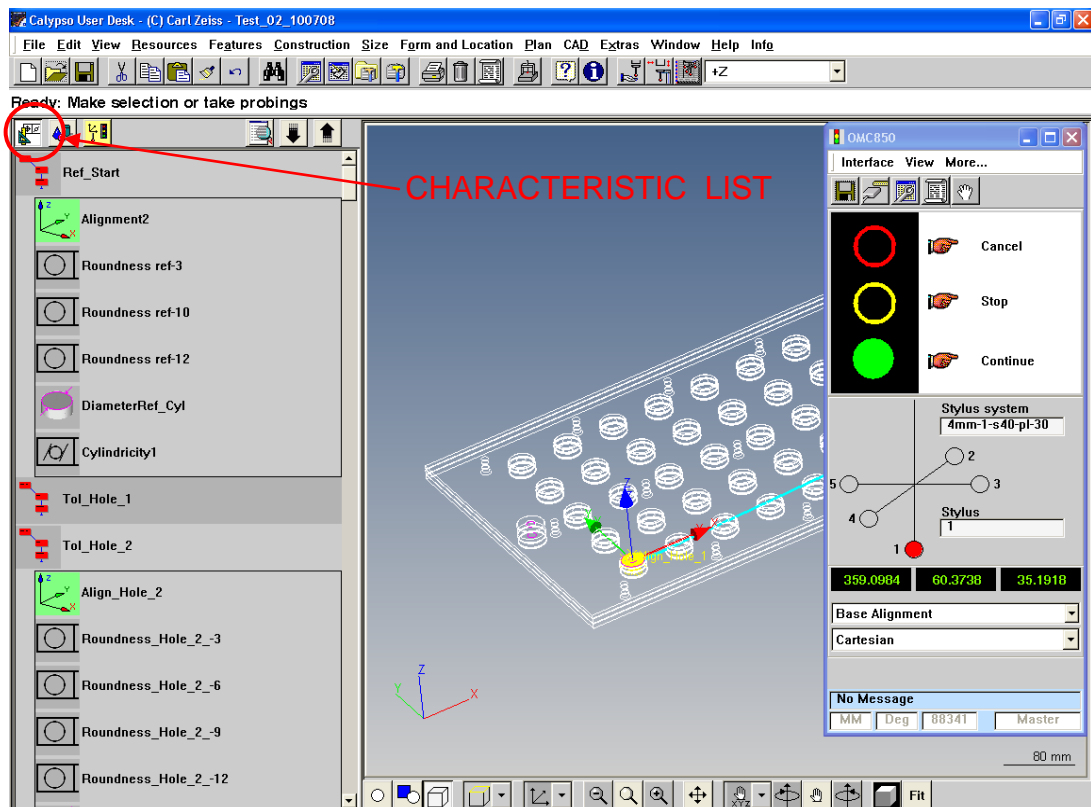 Calypso User Desk - (C) Carl Zeiss - Test_02_100708
File Edit View Resources Features Construction Size Form and Location Plan CAD Extras Window Help Info
+Z
Ready: Make selection or take probings
CHARACTERISTIC LIST
Ref_Start
Alignment2
Roundness ref-3
Roundness ref-10
Roundness ref-12
DiameterRef_Cyl
Cylindricity1
Tol_Hole_1
Tol_Hole_2
Align_Hole_2
Roundness_Hole_2_-3
Roundness_Hole_2_-6
Roundness_Hole_2_-9
Roundness_Hole_2_-12
Z
Y
X
Align_Hole_1
Z
Y
X
OMC850
Interface View More...
Cancel
Stop
Continue
Stylus system
4mm-1-s40-pl-30
2
5
3
4
Stylus
1
1
359.0984 60.3738 35.1918
Base Alignment
Cartesian
No Message
MM Deg 88341 Master
80 mm
XYZ
Fit